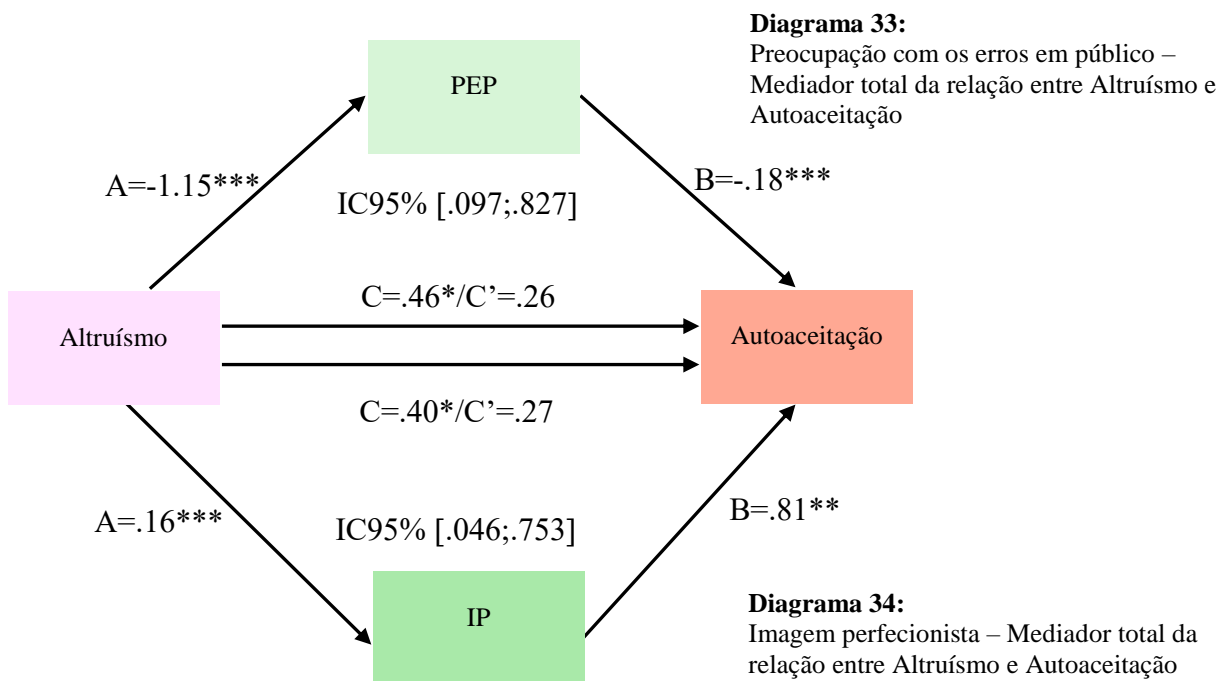 Diagrama 33:
Preocupação com os erros em público –
Mediador total da relação entre Altruísmo e
Autoaceitação
PEP
A=-1.15***
B=-.18***
IC95% [.097;.827]
C=.46*/C’=.26
Altruísmo
Autoaceitação
C=.40*/C’=.27
A=.16***
IC95% [.046;.753]
B=.81**
IP
Diagrama 34:
Imagem perfecionista – Mediador total da
relação entre Altruísmo e Autoaceitação